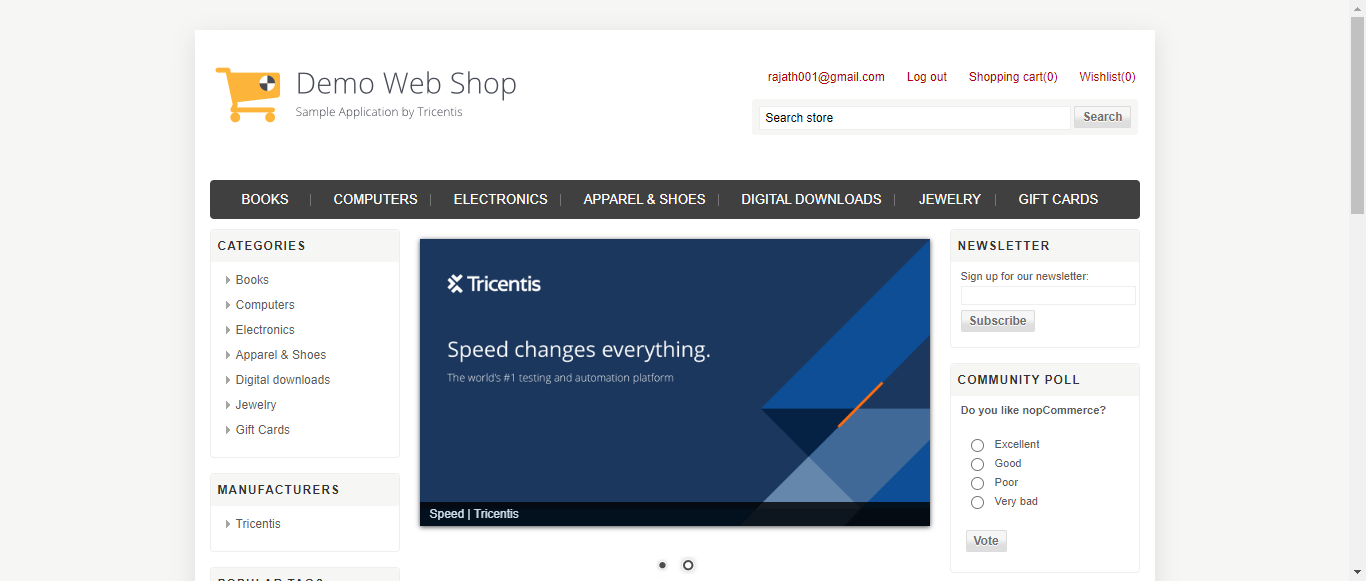 Demo Web Shop
Sample Application by Tricentis
rajath001@gmail.com Log out Shopping cart(0) Wishlist(0)
Search store Search
BOOKS COMPUTERS ELECTRONICS APPAREL & SHOES DIGITAL DOWNLOADS JEWELRY GIFT CARDS
CATEGORIES
Books
Computers
Electronics
Apparel & Shoes
Digital downloads
Jewelry
Gift Cards
MANUFACTURERS
Tricentis
POPULAR TAGS
Tricentis
Speed changes everything.
The world's #1 testing and automation platform
Speed | Tricentis
NEWSLETTER
Sign up for our newsletter:
Subscribe
COMMUNITY POLL
Do you like nopCommerce?
Excellent
Good
Poor
Very bad
Vote